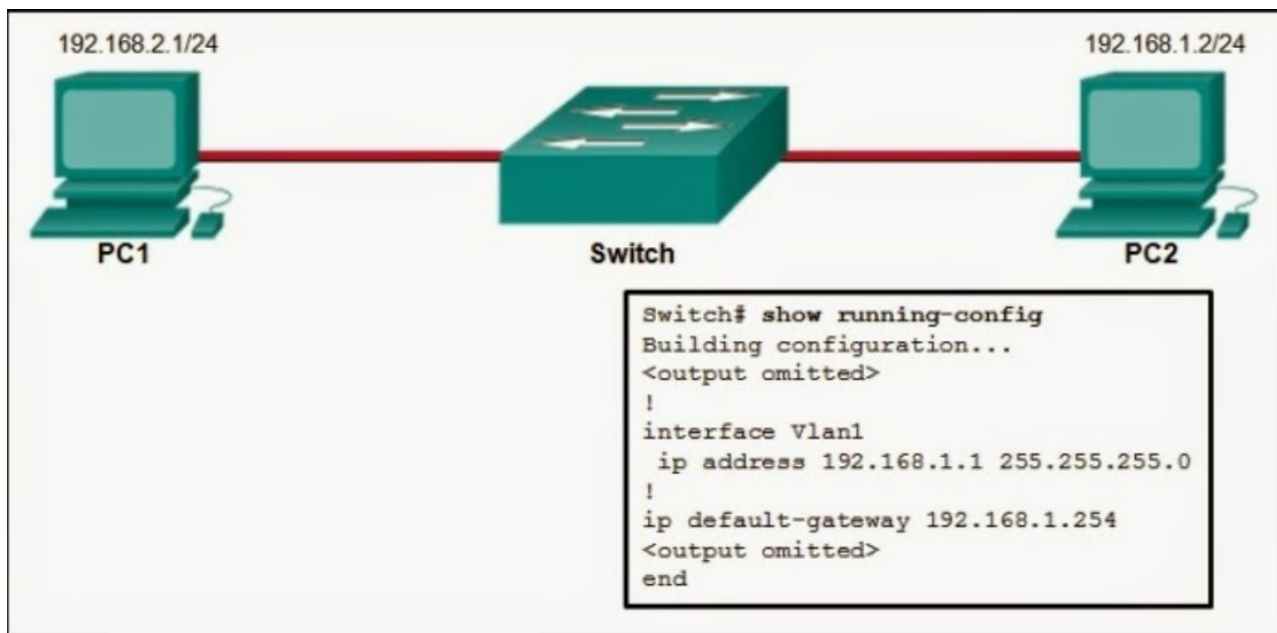 192.168.2.1/24
192.168.1.2/24
PC1
Switch
PC2
Switch# show running-config
Building configuration...
<output omitted>
!
interface Vlan1
ip address 192.168.1.1 255.255.255.0
!
ip default-gateway 192.168.1.254
<output omitted>
end